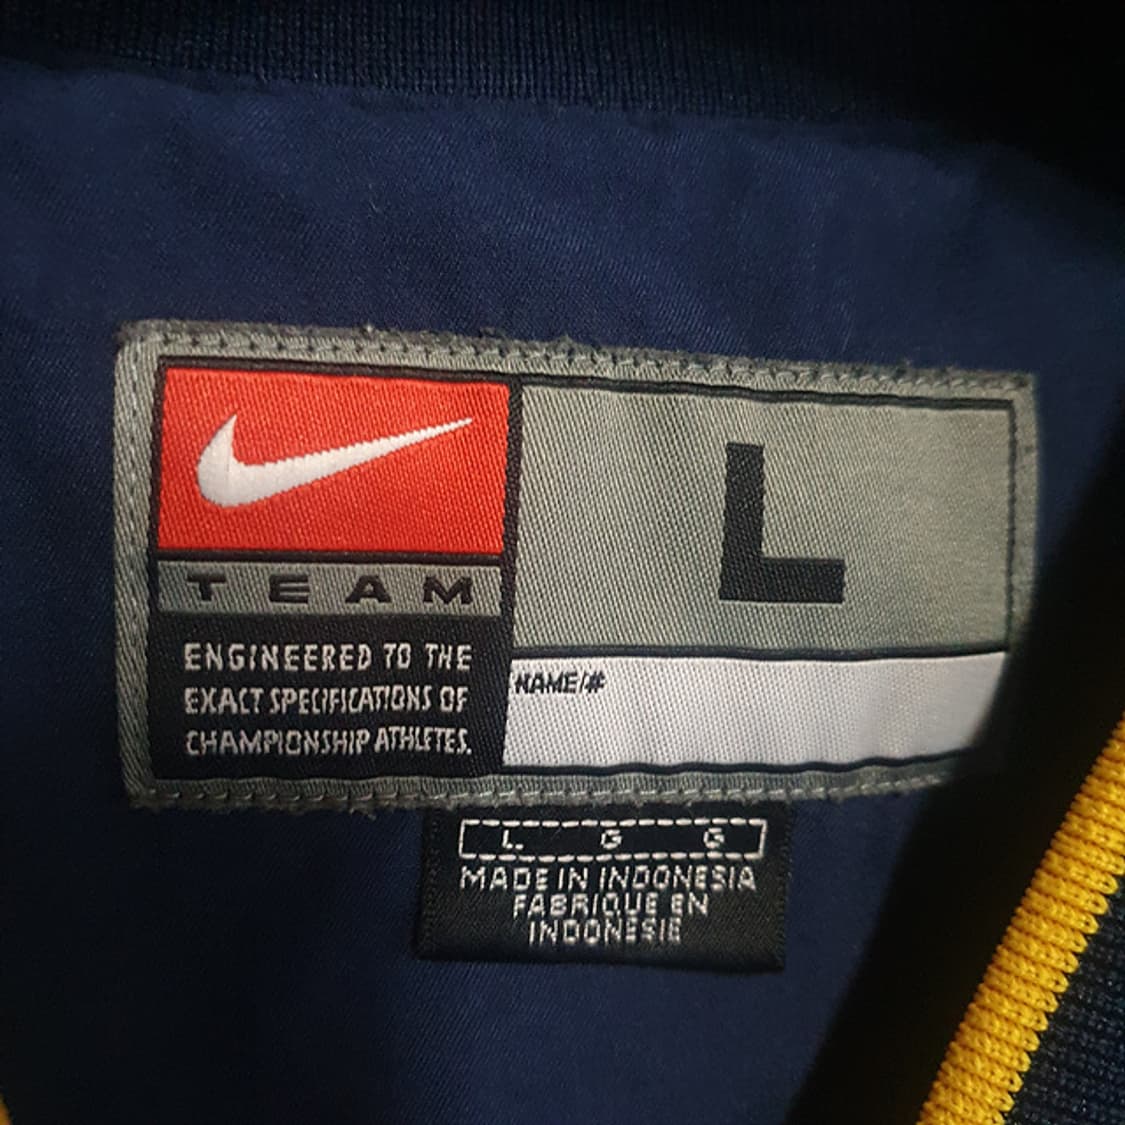 L
TEAM
ENGINEERED TO THE
EXACT SPECIFICATIONS OF
CHAMPIONSHIP ATHLETES.
NAME/#
L G G
MADE IN INDONESIA
FABRIQUE EN
INDONESIE